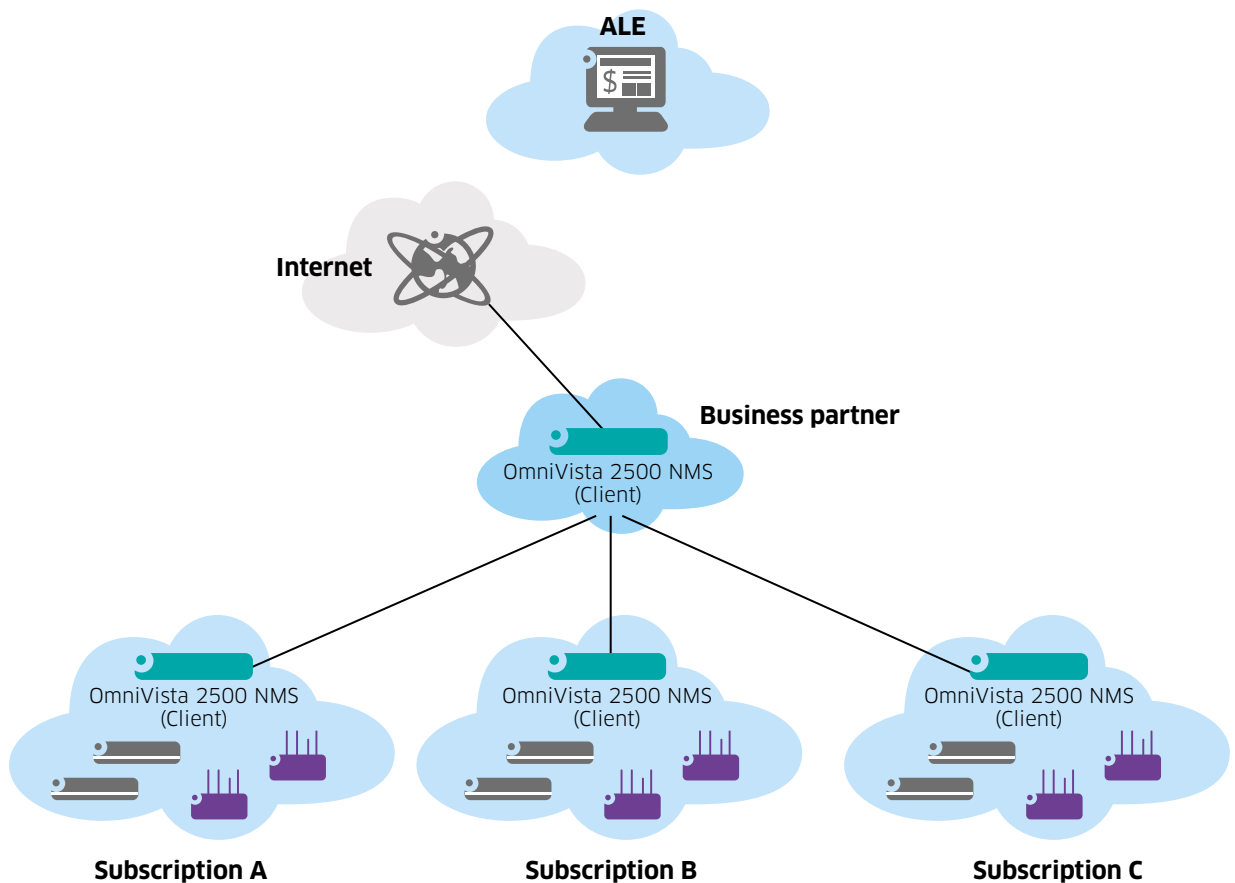 ALE
$
Internet
Business partner
OmniVista 2500 NMS
(Client)
OmniVista 2500 NMS
(Client)
OmniVista 2500 NMS
(Client)
OmniVista 2500 NMS
(Client)
Subscription A
Subscription B
Subscription C